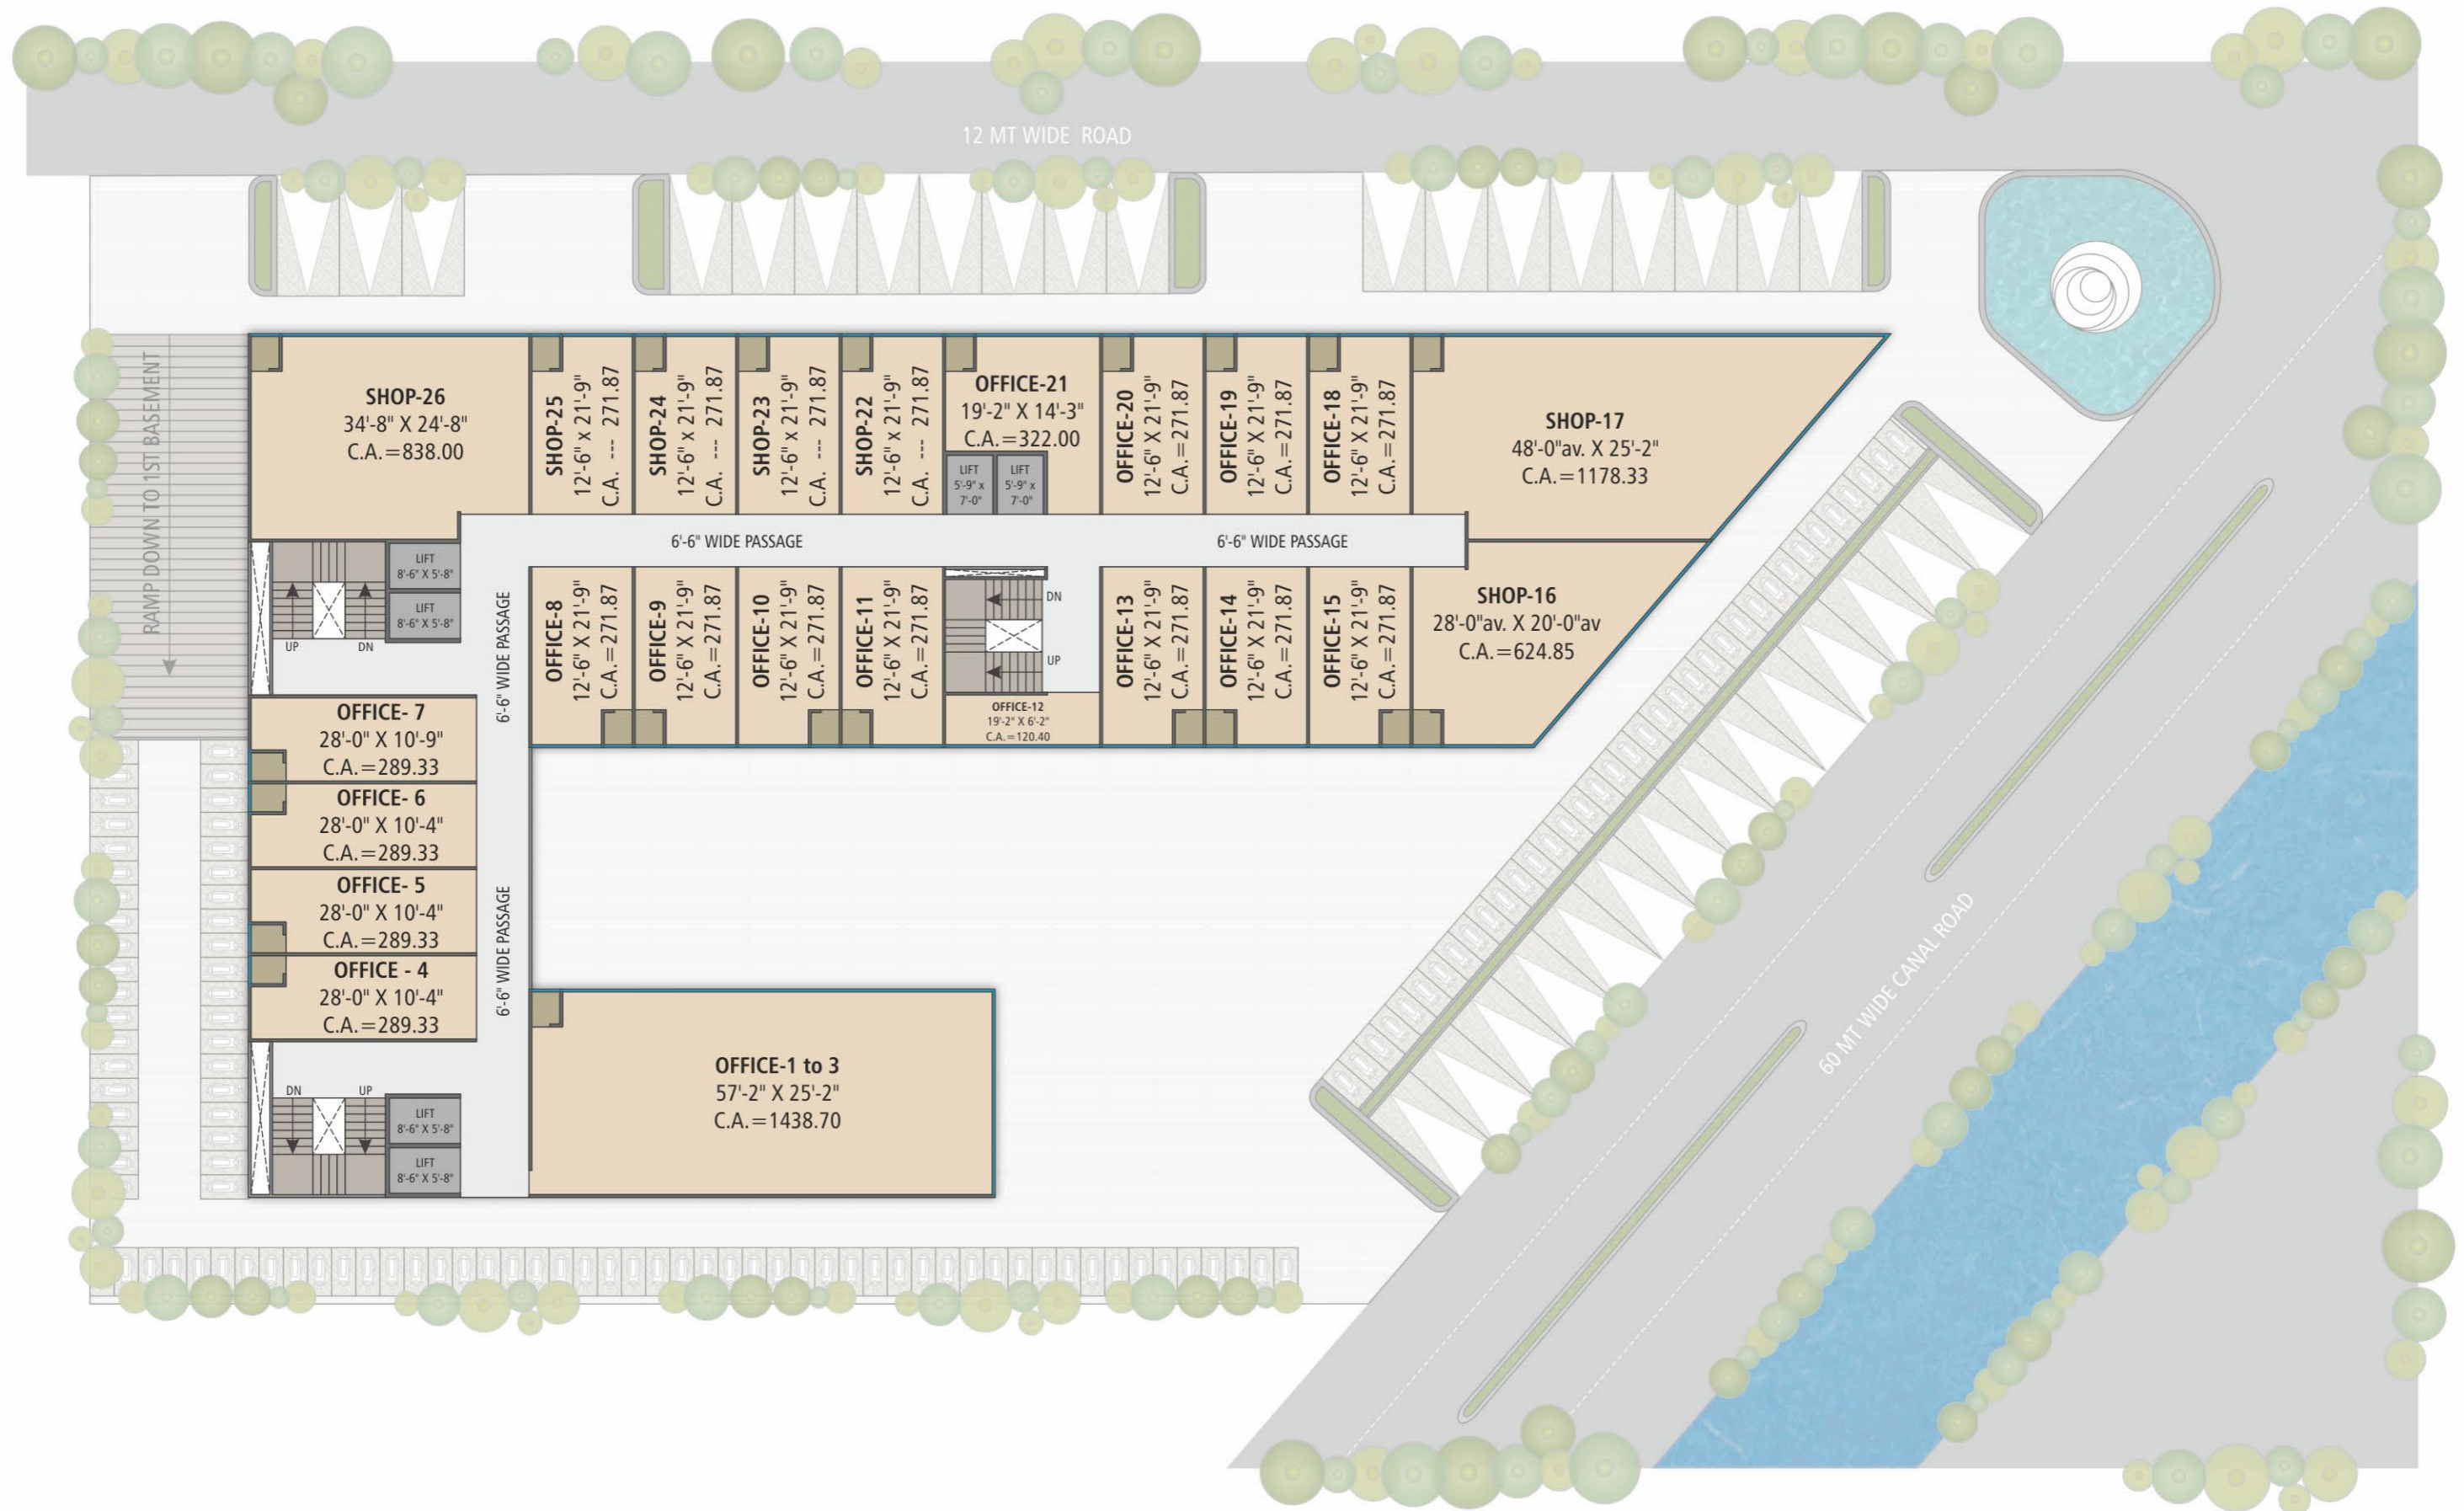 12 MT WIDE ROAD
RAMP DOWN TO 1ST BASEMENT
SHOP-26
34'-8" X 24'-8"
C.A.=838.00
SHOP-25
12'-6" x 21'-9"
C.A. --- 271.87
SHOP-24
12'-6" x 21'-9"
C.A. --- 271.87
SHOP-23
12'-6" x 21'-9"
C.A. --- 271.87
SHOP-22
12'-6" x 21'-9"
C.A. --- 271.87
OFFICE-21
19'-2" X 14'-3"
C.A.=322.00
LIFT
5'-9" x
7'-0"
LIFT
5'-9" x
7'-0"
OFFICE-20
12'-6" X 21'-9"
C.A.=271.87
OFFICE-19
12'-6" X 21'-9"
C.A.=271.87
OFFICE-18
12'-6" X 21'-9"
C.A.=271.87
SHOP-17
48'-0"av. X 25'-2"
C.A.=1178.33
6'-6" WIDE PASSAGE
6'-6" WIDE PASSAGE
LIFT
8'-6" X 5'-8"
LIFT
8'-6" X 5'-8"
UP
DN
6'-6" WIDE PASSAGE
OFFICE-8
12'-6" X 21'-9"
C.A.=271.87
OFFICE-9
12'-6" X 21'-9"
C.A.=271.87
OFFICE-10
12'-6" X 21'-9"
C.A.=271.87
OFFICE-11
12'-6" X 21'-9"
C.A.=271.87
DN
UP
OFFICE-12
19'-2" X 6'-2"
C.A.=120.40
OFFICE-13
12'-6" X 21'-9"
C.A.=271.87
OFFICE-14
12'-6" X 21'-9"
C.A.=271.87
OFFICE-15
12'-6" X 21'-9"
C.A.=271.87
SHOP-16
28'-0"av. X 20'-0"av
C.A.=624.85
OFFICE- 7
28'-0" X 10'-9"
C.A.=289.33
OFFICE- 6
28'-0" X 10'-4"
C.A.=289.33
OFFICE- 5
28'-0" X 10'-4"
C.A.=289.33
OFFICE - 4
28'-0" X 10'-4"
C.A.=289.33
6'-6" WIDE PASSAGE
DN
UP
LIFT
8'-6" X 5'-8"
LIFT
8'-6" X 5'-8"
OFFICE-1 to 3
57'-2" X 25'-2"
C.A.=1438.70
60 MT WIDE CANAL ROAD